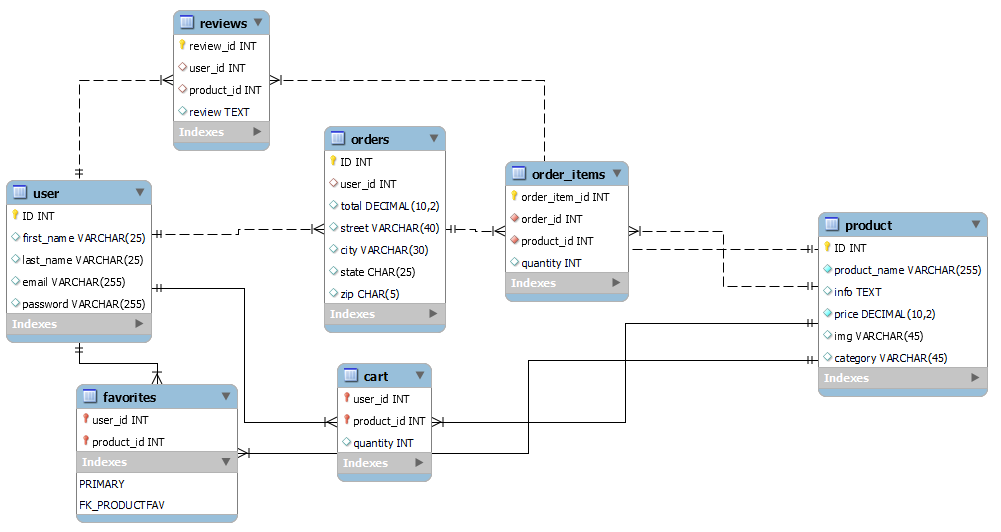 reviews
review_id INT
user_id INT
product_id INT
review TEXT
Indexes
orders
ID INT
user_id INT
total DECIMAL(10,2)
street VARCHAR(40)
city VARCHAR(30)
state CHAR(25)
zip CHAR(5)
Indexes
order_items
order_item_id INT
order_id INT
product_id INT
quantity INT
Indexes
user
ID INT
first_name VARCHAR(25)
last_name VARCHAR(25)
email VARCHAR(255)
password VARCHAR(255)
Indexes
product
ID INT
product_name VARCHAR(255)
info TEXT
price DECIMAL(10,2)
img VARCHAR(45)
category VARCHAR(45)
Indexes
cart
user_id INT
product_id INT
quantity INT
Indexes
favorites
user_id INT
product_id INT
Indexes
PRIMARY
FK_PRODUCTFAV